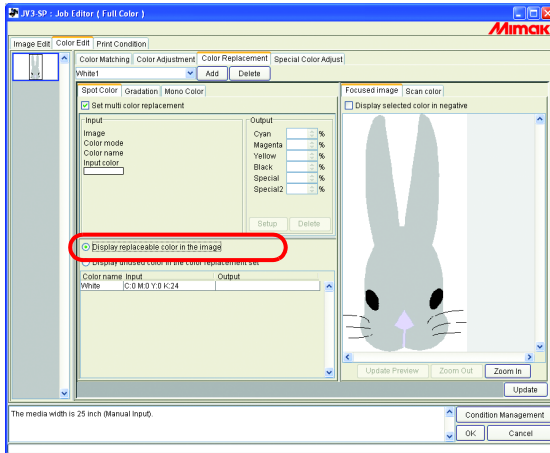 JV3-SP : Job Editor ( Full Color )
Mimaki
Image Edit Color Edit Print Condition
Color Matching Color Adjustment Color Replacement Special Color Adjust
White1 Add Delete
Spot Color Gradation Mono Color
Focused image Scan color
Set multi color replacement
Display selected color in negative
Input
Output
Image
Color mode
Color name
Input color
Cyan %
Magenta %
Yellow %
Black %
Special %
Special2 %
Setup Delete
Display replaceable color in the image
Display unused color in the color replacement set
Color name Input Output
White C:0 M:0 Y:0 K:24
Update Preview Zoom Out Zoom In
Update
The media width is 25 inch (Manual Input).
Condition Management
OK Cancel